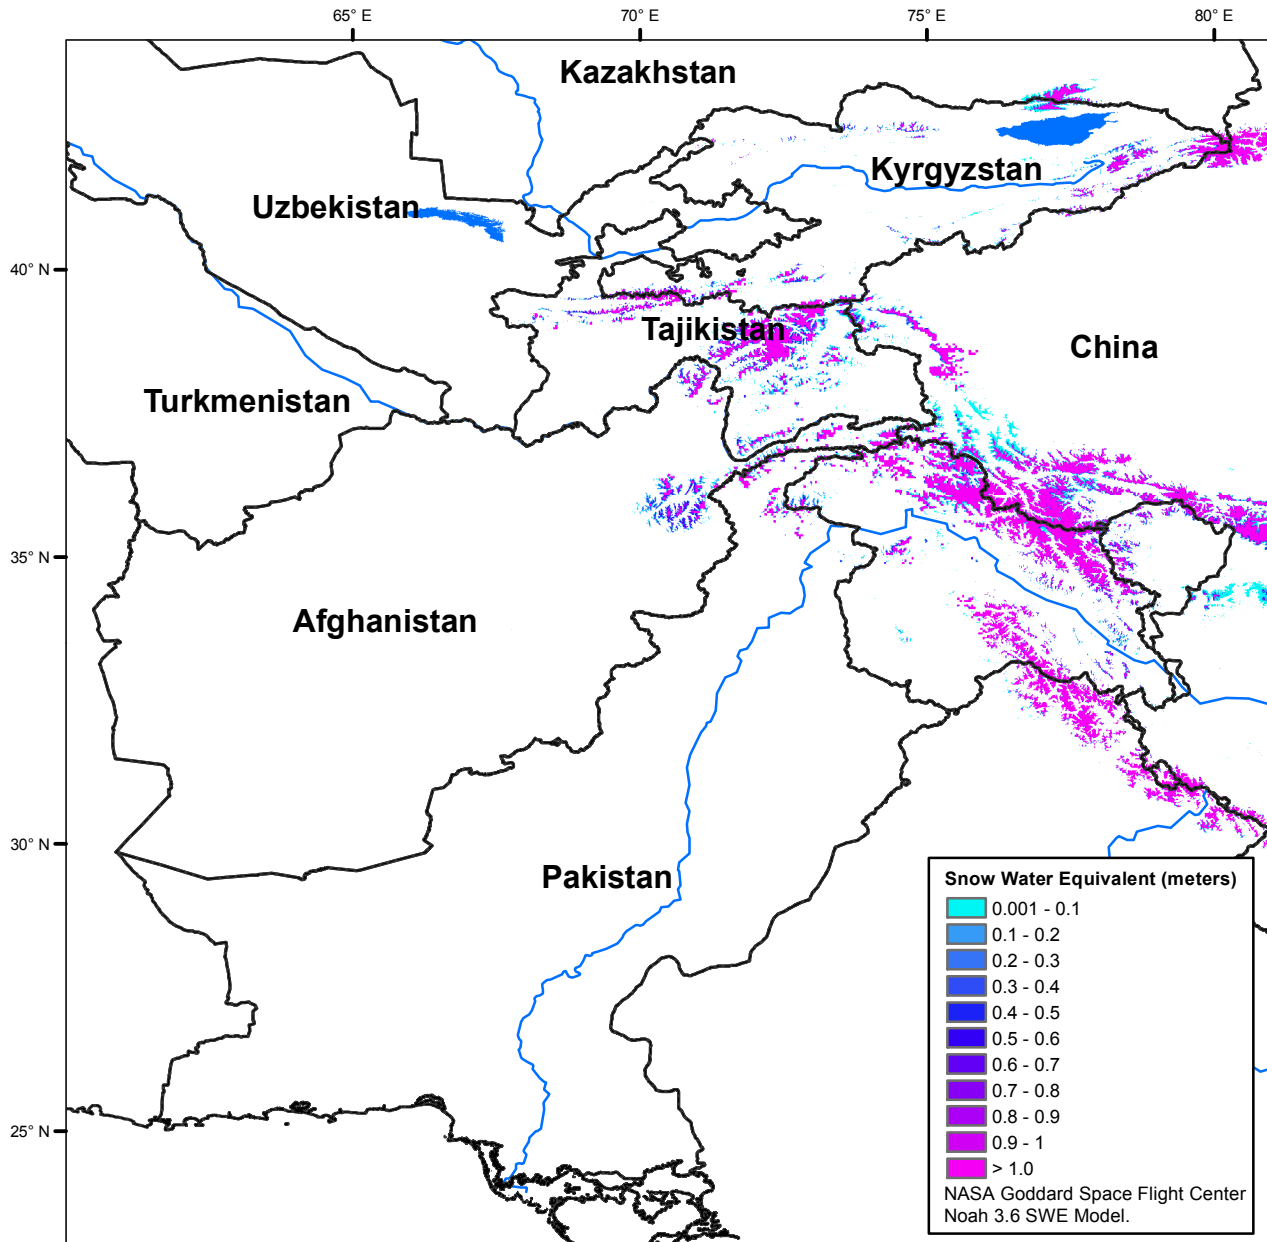 65° E
70° E
75° E
80° E
Kazakhstan
Kyrgyzstan
Uzbekistan
40° N
Tajikistan
China
Turkmenistan
35° N
Afghanistan
30° N
Pakistan
25° N
Snow Water Equivalent (meters)
0.001 - 0.1
0.1 - 0.2
0.2 - 0.3
0.3 - 0.4
0.4 - 0.5
0.5 - 0.6
0.6 - 0.7
0.7 - 0.8
0.8 - 0.9
0.9 - 1
> 1.0
NASA Goddard Space Flight Center
Noah 3.6 SWE Model.